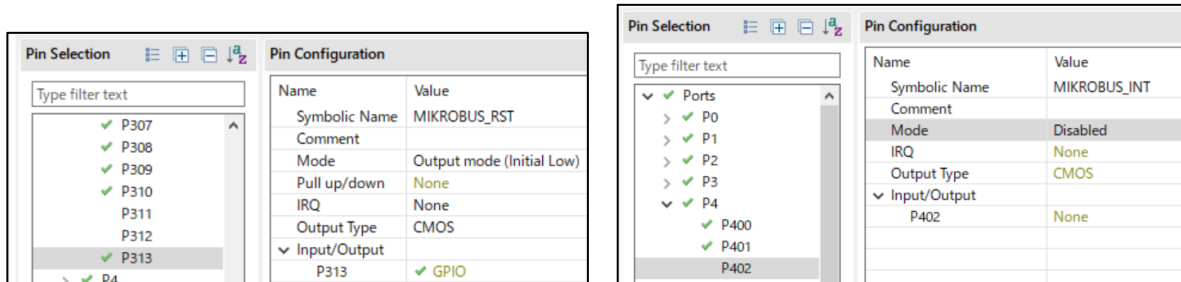 Pin Selection
Type filter text
P307
P308
P309
P310
P311
P312
P313
P4
Pin Configuration
Name Value
Symbolic Name MIKROBUS_RST
Comment
Mode Output mode (Initial Low)
Pull up/down None
IRQ None
Output Type CMOS
Input/Output
P313 GPIO
Pin Selection
Type filter text
Ports
P0
P1
P2
P3
P4
P400
P401
P402
Pin Configuration
Name Value
Symbolic Name MIKROBUS_INT
Comment
Mode Disabled
IRQ None
Output Type CMOS
Input/Output
P402 None